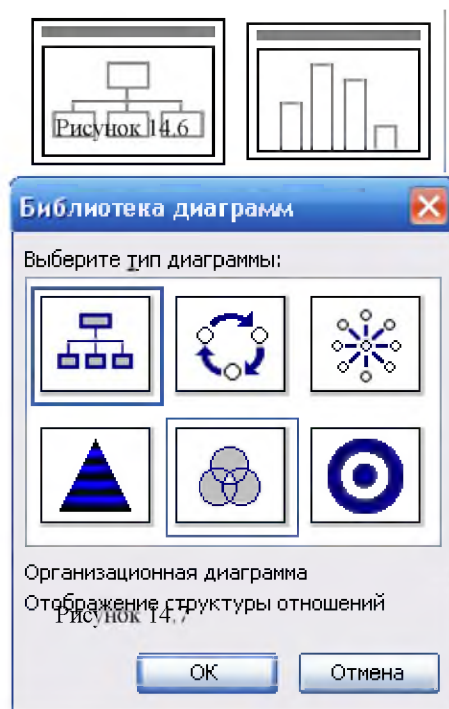 Рисунок 14.6
Библиотека диаграмм
Выберите тип диаграммы:
Организационная диаграмма
Отображение структуры отношений
Рисунок 14.7
ОК
Отмена